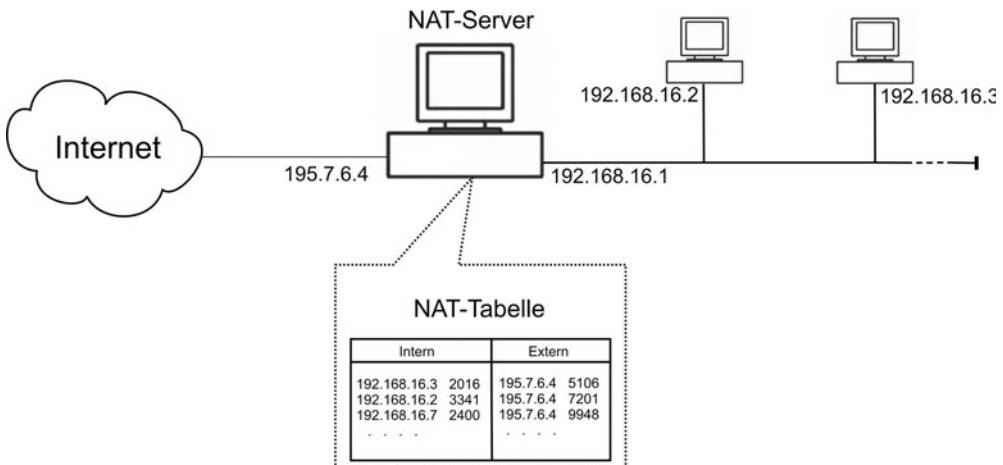 NAT-Server
192.168.16.2
192.168.16.3
Internet
195.7.6.4
192.168.16.1
NAT-Tabelle
Intern Extern
192.168.16.3 2016 195.7.6.4 5106
192.168.16.2 3341 195.7.6.4 7201
192.168.16.7 2400 195.7.6.4 9948
. . . . . . . .